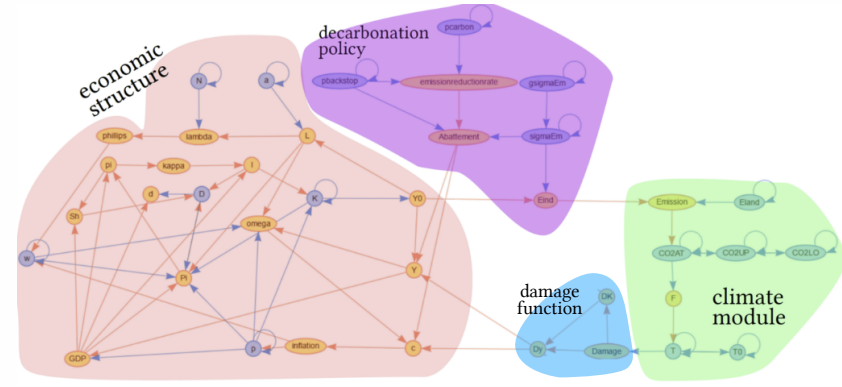 economic
structure
decarbonation
policy
pcarbon
N
a
pbackstop
emissionreductionrate
gsigmaEm
phillips
lambda
L
Abattement
sigmaEm
pi
kappa
I
d
D
K
Y0
Eind
Emission
Eland
Sh
omega
w
CO2AT
CO2UP
CO2LO
Pi
Y
damage
function
DK
F
climate
module
GDP
p
inflation
c
Dy
Damage
T
T0